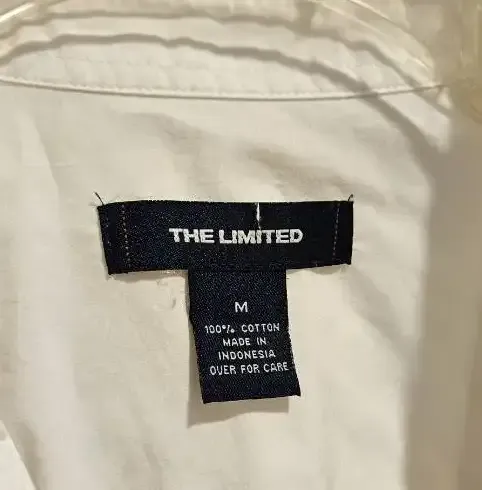 THE LIMITED
M
100% COTTON
MADE IN
INDONESIA
OVER FOR CARE